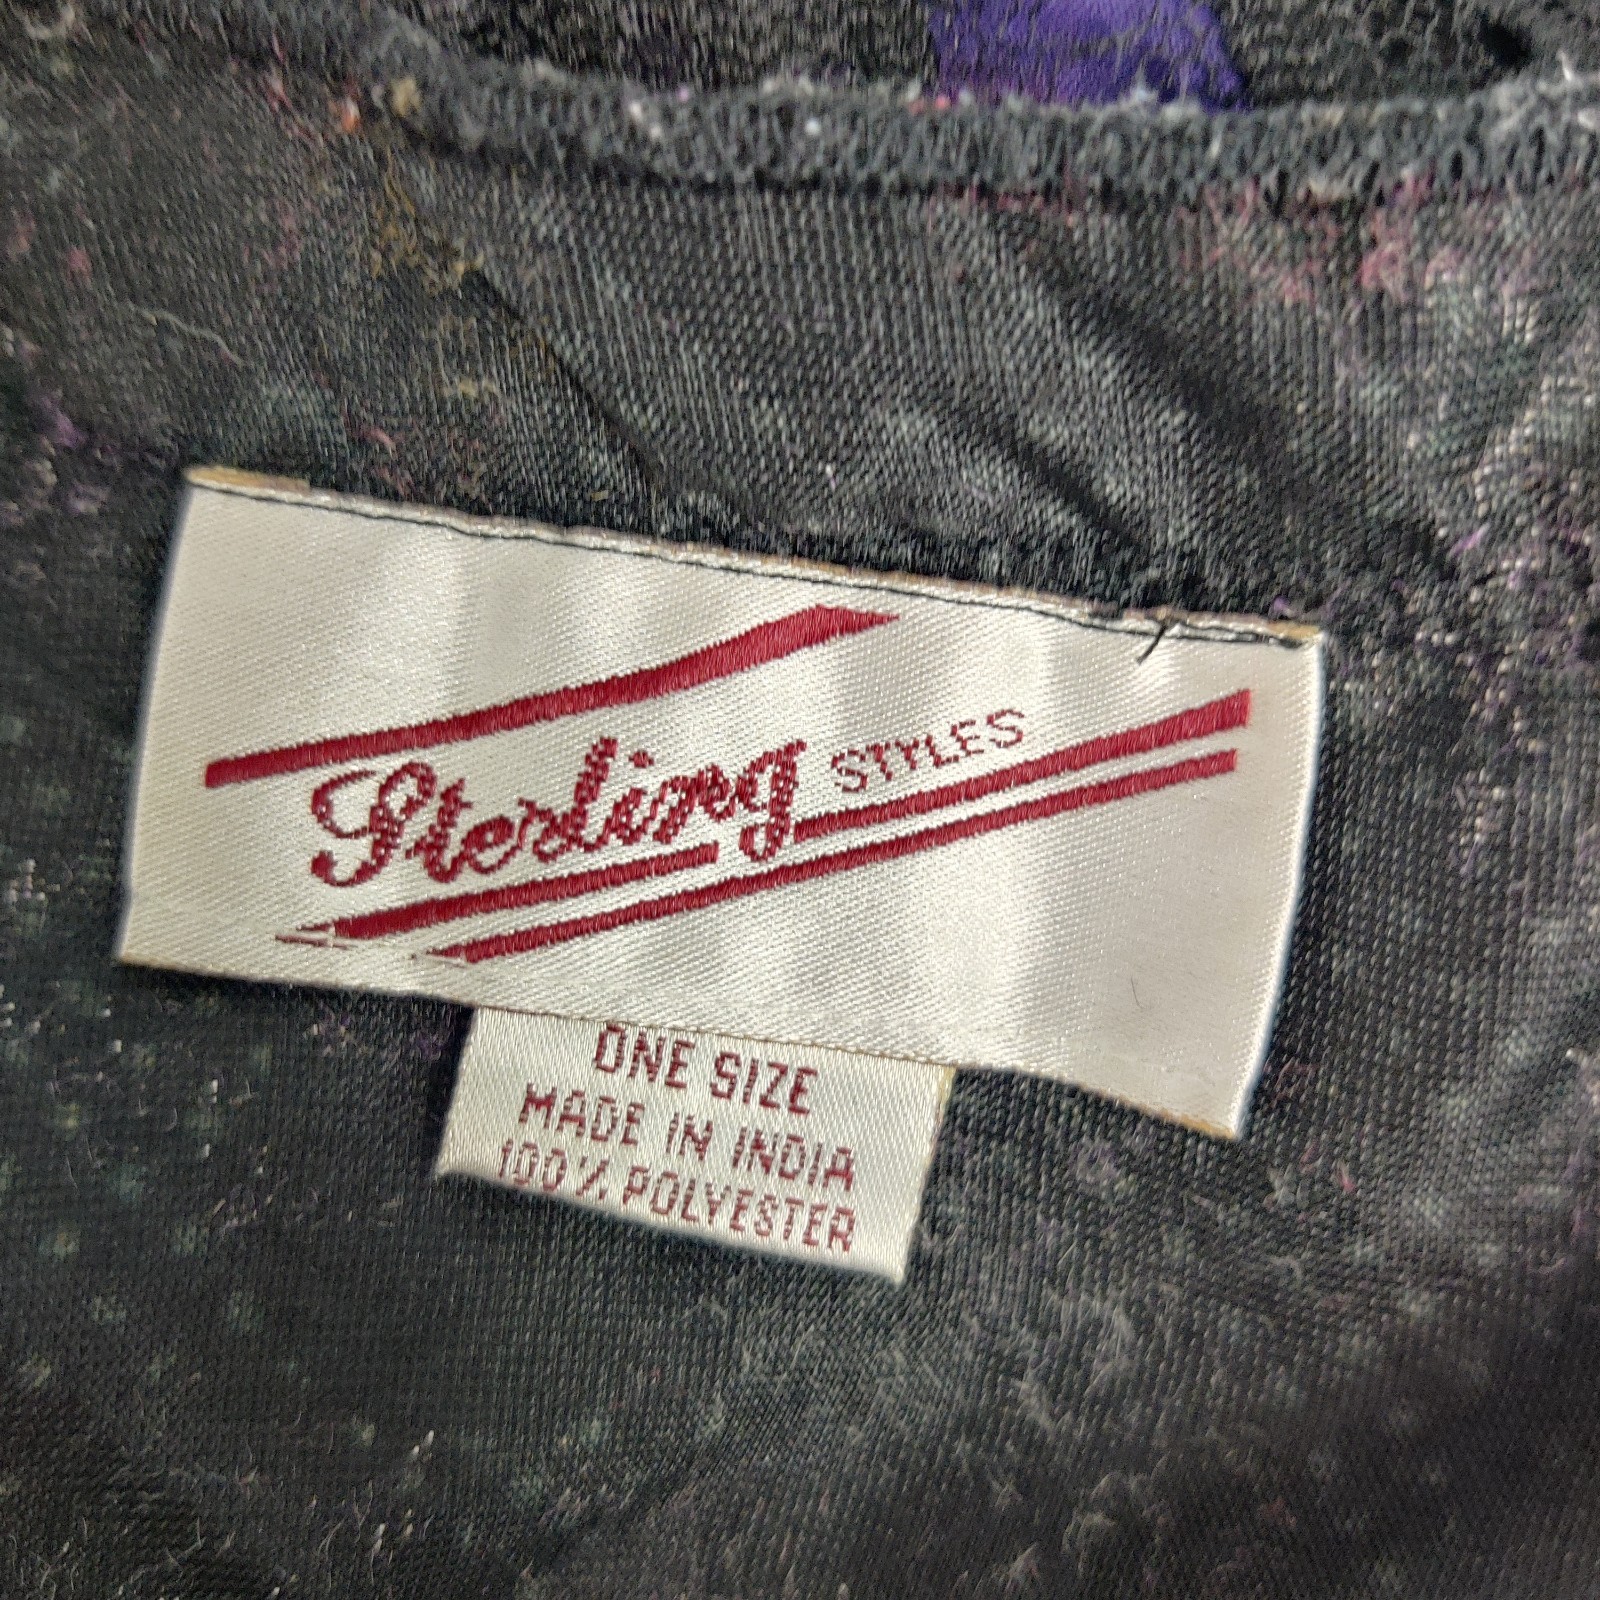 Sterling STYLES
ONE SIZE
MADE IN INDIA
100% POLYESTER